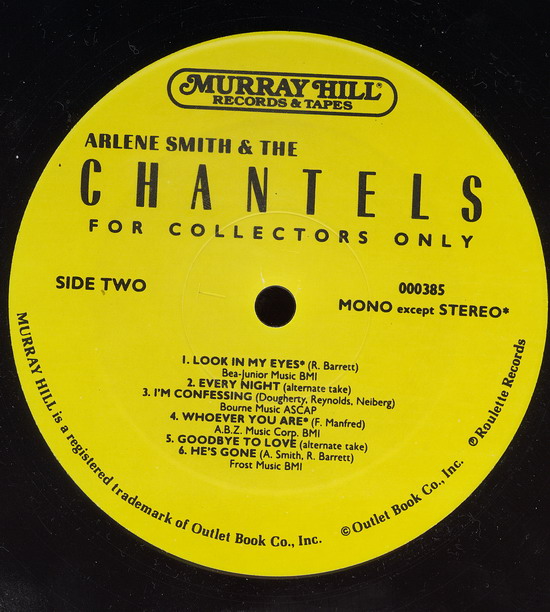 MURRAY HILL®
RECORDS & TAPES
ARLENE SMITH & THE
CHANTELS
FOR COLLECTORS ONLY
SIDE TWO
000385
MONO except STEREO*
1. LOOK IN MY EYES* (R. Barrett)
Bea-Junior Music BMI
2. EVERY NIGHT (alternate take)
3. I'M CONFESSING (Dougherty, Reynolds, Neiberg)
Bourne Music ASCAP
4. WHOEVER YOU ARE* (F. Manfred)
A.B.Z. Music Corp. BMI
5. GOODBYE TO LOVE (alternate take)
6. HE'S GONE (A. Smith, R. Barrett)
Frost Music BMI
MURRAY HILL is a registered trademark of Outlet Book Co., Inc.
©Outlet Book Co., Inc.
℗Roulette Records